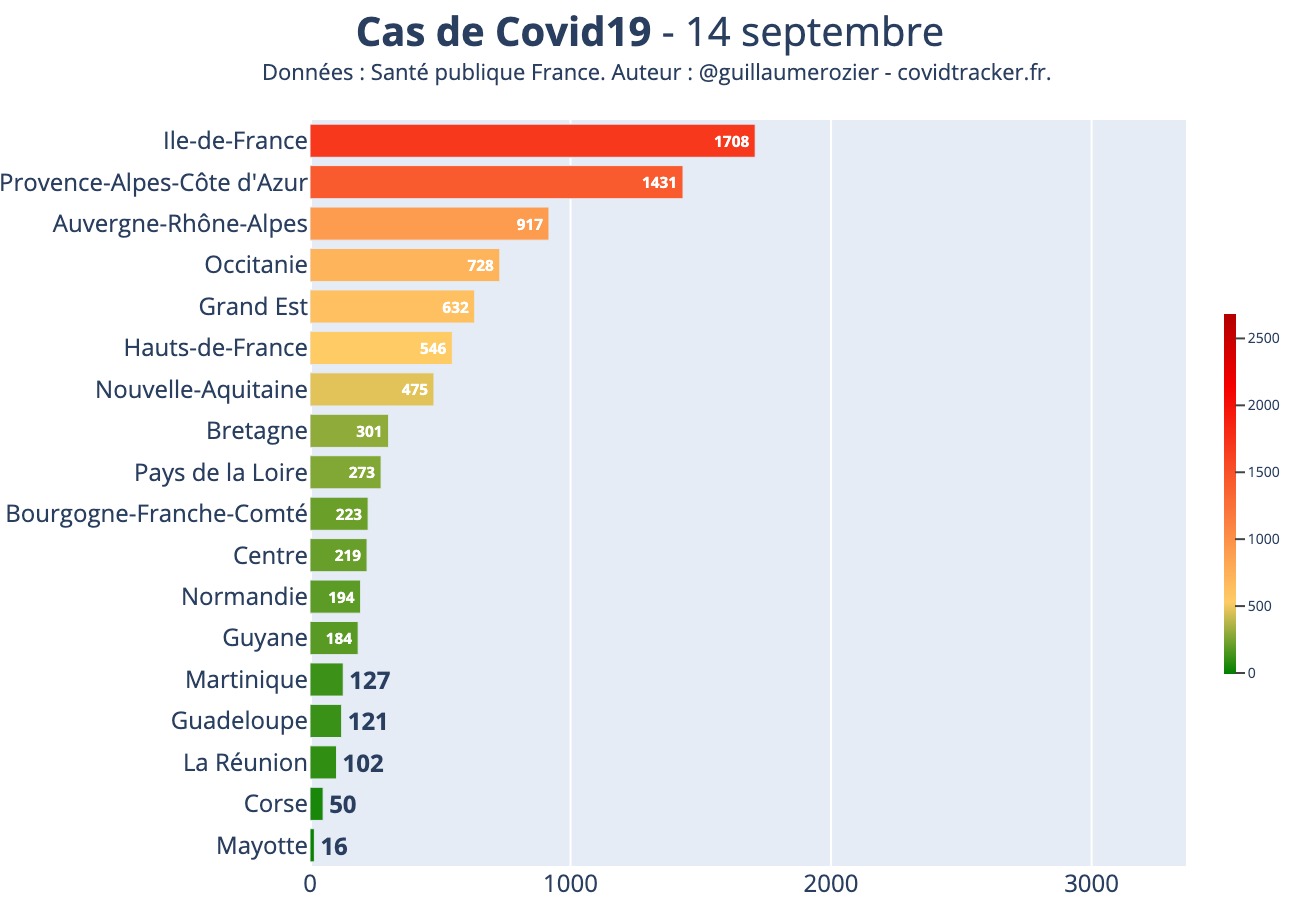 Cas de Covid19 - 14 septembre
Données : Santé publique France. Auteur : @guillaumerozier - covidtracker.fr.
Ile-de-France 1708
Provence-Alpes-Côte d'Azur 1431
Auvergne-Rhône-Alpes 917
Occitanie 728
Grand Est 632
Hauts-de-France 546
Nouvelle-Aquitaine 475
Bretagne 301
Pays de la Loire 273
Bourgogne-Franche-Comté 223
Centre 219
Normandie 194
Guyane 184
Martinique 127
Guadeloupe 121
La Réunion 102
Corse 50
Mayotte 16
0 1000 2000 3000
2500
2000
1500
1000
500
0